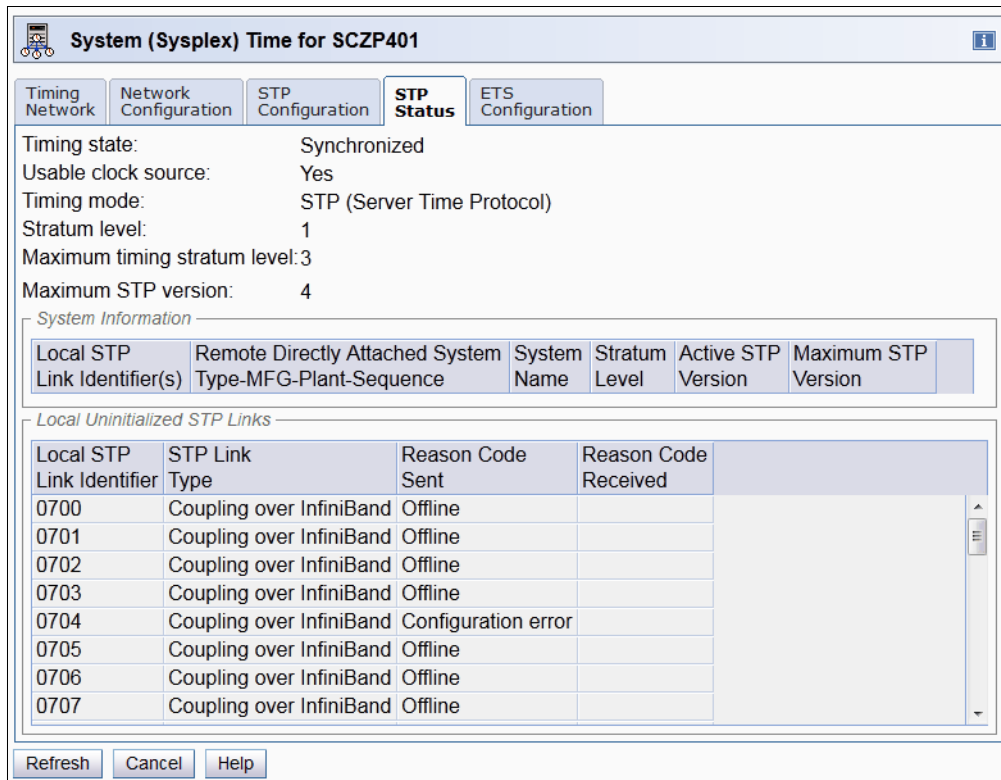 System (Sysplex) Time for SCZP401
i
Timing Network
Network Configuration
STP Configuration
STP Status
ETS Configuration
Timing state: Synchronized
Usable clock source: Yes
Timing mode: STP (Server Time Protocol)
Stratum level: 1
Maximum timing stratum level: 3
Maximum STP version: 4
System Information
Local STP Remote Directly Attached System System Stratum Active STP Maximum STP
Link Identifier(s) Type-MFG-Plant-Sequence Name Level Version Version
Local Uninitialized STP Links
Local STP STP Link Reason Code Reason Code
Link Identifier Type Sent Received
0700 Coupling over InfiniBand Offline
0701 Coupling over InfiniBand Offline
0702 Coupling over InfiniBand Offline
0703 Coupling over InfiniBand Offline
0704 Coupling over InfiniBand Configuration error
0705 Coupling over InfiniBand Offline
0706 Coupling over InfiniBand Offline
0707 Coupling over InfiniBand Offline
Refresh Cancel Help